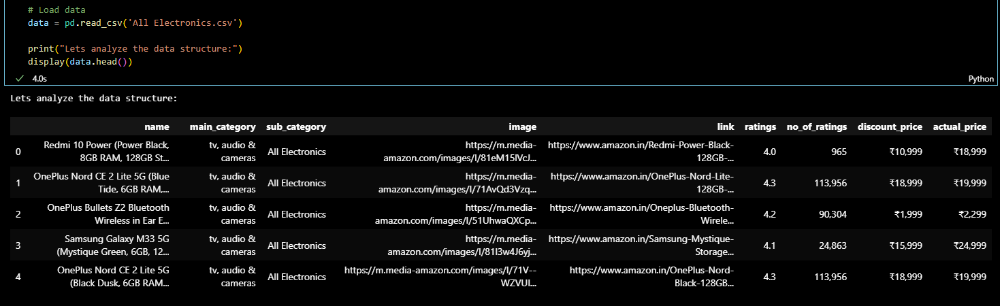 # Load data
data = pd.read_csv('All Electronics.csv')
print("Lets analyze the data structure:")
display(data.head())
4.0s
Python
Lets analyze the data structure:
name main_category sub_category image link ratings no_of_ratings discount_price actual_price
0 Redmi 10 Power (Power Black, 8GB RAM, 128GB St... tv, audio & cameras All Electronics https://m.media-amazon.com/images/I/81eM15lVcJ... https://www.amazon.in/Redmi-Power-Black-128GB-... 4.0 965 ₹10,999 ₹18,999
1 OnePlus Nord CE 2 Lite 5G (Blue Tide, 6GB RAM,... tv, audio & cameras All Electronics https://m.media-amazon.com/images/I/71AvQd3Vzq... https://www.amazon.in/OnePlus-Nord-Lite-128GB-... 4.3 113,956 ₹18,999 ₹19,999
2 OnePlus Bullets Z2 Bluetooth Wireless in Ear E... tv, audio & cameras All Electronics https://m.media-amazon.com/images/I/51UhwaQXCp... https://www.amazon.in/Oneplus-Bluetooth-Wirele... 4.2 90,304 ₹1,999 ₹2,299
3 Samsung Galaxy M33 5G (Mystique Green, 6GB, 12... tv, audio & cameras All Electronics https://m.media-amazon.com/images/I/81I3w4J6yj... https://www.amazon.in/Samsung-Mystique-Storage... 4.1 24,863 ₹15,999 ₹24,999
4 OnePlus Nord CE 2 Lite 5G (Black Dusk, 6GB RAM... tv, audio & cameras All Electronics https://m.media-amazon.com/images/I/71V--WZVUI... https://www.amazon.in/OnePlus-Nord-Black-128GB... 4.3 113,956 ₹18,999 ₹19,999